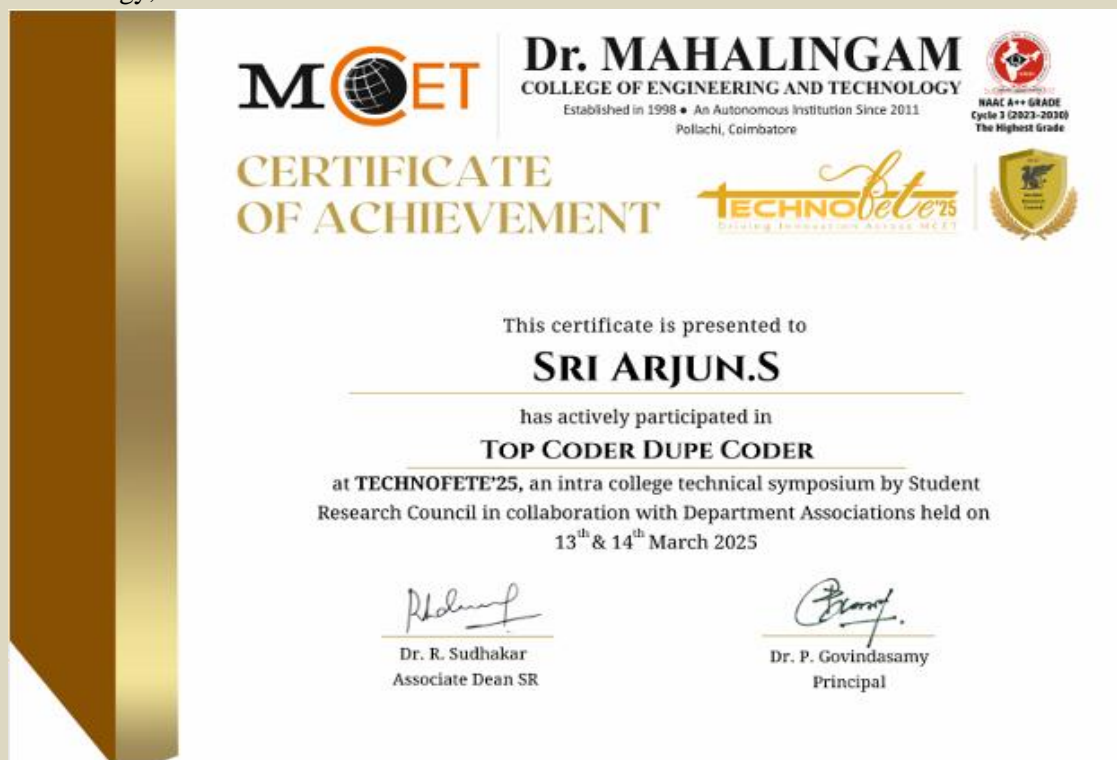 MCET
Dr. MAHALINGAM
COLLEGE OF ENGINEERING AND TECHNOLOGY
Established in 1998 • An Autonomous Institution Since 2011
Pollachi, Coimbatore
NAAC A++ GRADE
Cycle 3 (2023-2030)
The Highest Grade
CERTIFICATE
OF ACHIEVEMENT
TECHNOfete'25
Driving Innovation Across MCET
This certificate is presented to
SRI ARJUN.S
has actively participated in
TOP CODER DUPE CODER
at TECHNOFETE'25, an intra college technical symposium by Student
Research Council in collaboration with Department Associations held on
13th & 14th March 2025
Dr. R. Sudhakar
Associate Dean SR
Dr. P. Govindasamy
Principal